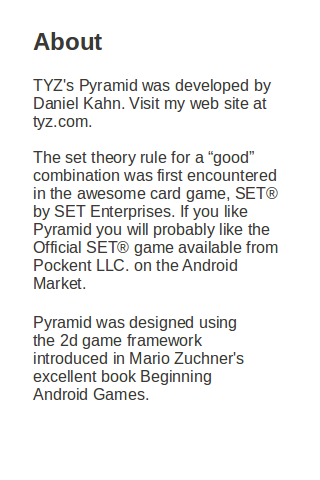 About
TYZ's Pyramid was developed by
Daniel Kahn. Visit my web site at
tyz.com.
The set theory rule for a “good”
combination was first encountered
in the awesome card game, SET®
by SET Enterprises. If you like
Pyramid you will probably like the
Official SET® game available from
Pockent LLC. on the Android
Market.
Pyramid was designed using
the 2d game framework
introduced in Mario Zuchner's
excellent book Beginning
Android Games.